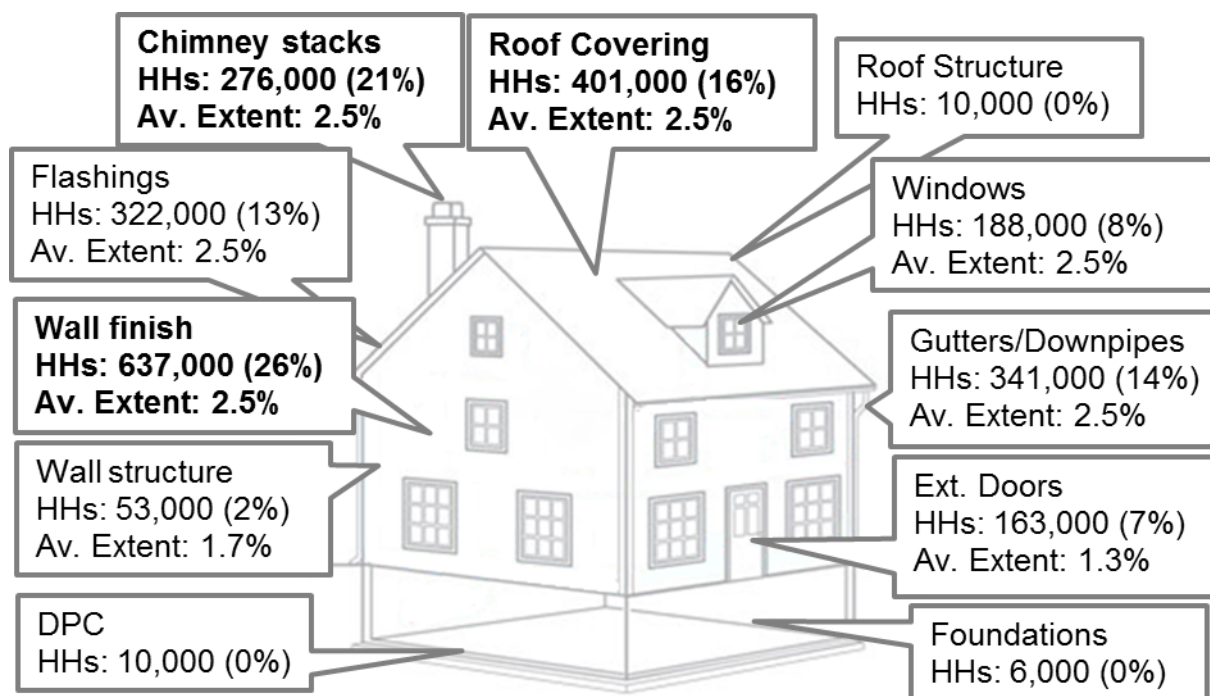 Chimney stacks
HHs: 276,000 (21%)
Av. Extent: 2.5%
Roof Covering
HHs: 401,000 (16%)
Av. Extent: 2.5%
Roof Structure
HHs: 10,000 (0%)
Flashings
HHs: 322,000 (13%)
Av. Extent: 2.5%
Windows
HHs: 188,000 (8%)
Av. Extent: 2.5%
Wall finish
HHs: 637,000 (26%)
Av. Extent: 2.5%
Gutters/Downpipes
HHs: 341,000 (14%)
Av. Extent: 2.5%
Wall structure
HHs: 53,000 (2%)
Av. Extent: 1.7%
Ext. Doors
HHs: 163,000 (7%)
Av. Extent: 1.3%
DPC
HHs: 10,000 (0%)
Foundations
HHs: 6,000 (0%)